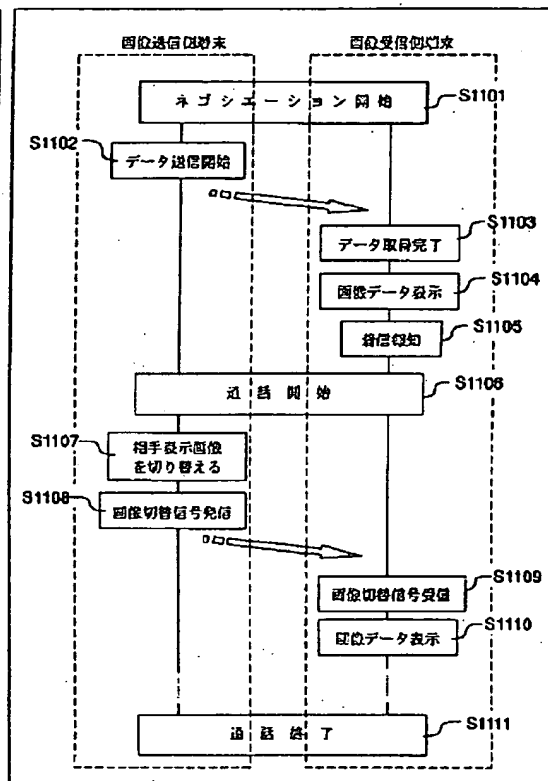 画像送信側端末
画像受信側端末
ネゴシエーション開始
S1101
S1102
データ送信開始
S1103
データ取得完了
S1104
画像データ表示
S1105
着信報知
S1106
通話開始
S1107
相手表示画像
を切り替える
S1108
画像切替信号発信
S1109
画像切替信号受信
S1110
画像データ表示
S1111
通話終了